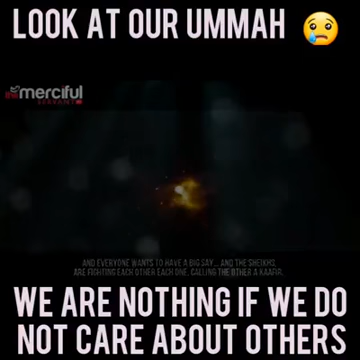 LOOK AT OUR UMMAH 😢
the merciful
SERVANT
AND EVERYONE WANTS TO HAVE A BIG SAY... AND THE SHEIKHS,
ARE FIGHTING EACH OTHER EACH ONE, CALLING THE OTHER A KAAFIR.
WE ARE NOTHING IF WE DO
NOT CARE ABOUT OTHERS